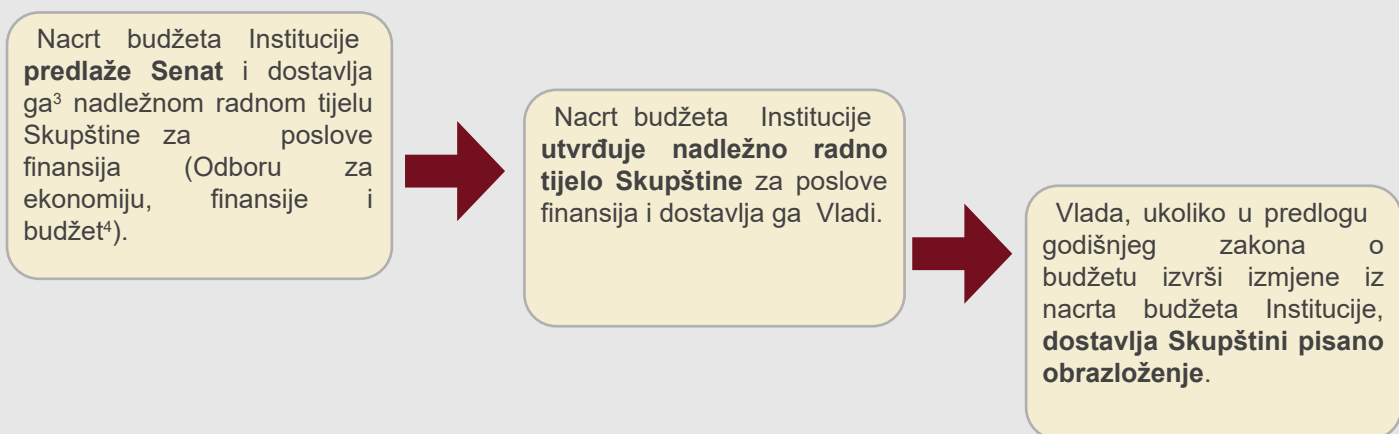 Nacrt budžeta Institucije
predlaže Senat i dostavlja
ga³ nadležnom radnom tijelu
Skupštine za poslove
finansija (Odboru za
ekonomiju, finansije i
budžet⁴).
Nacrt budžeta Institucije
utvrđuje nadležno radno
tijelo Skupštine za poslove
finansija i dostavlja ga Vladi.
Vlada, ukoliko u predlogu
godišnjeg zakona o
budžetu izvrši izmjene iz
nacrta budžeta Institucije,
dostavlja Skupštini pisano
obrazloženje.